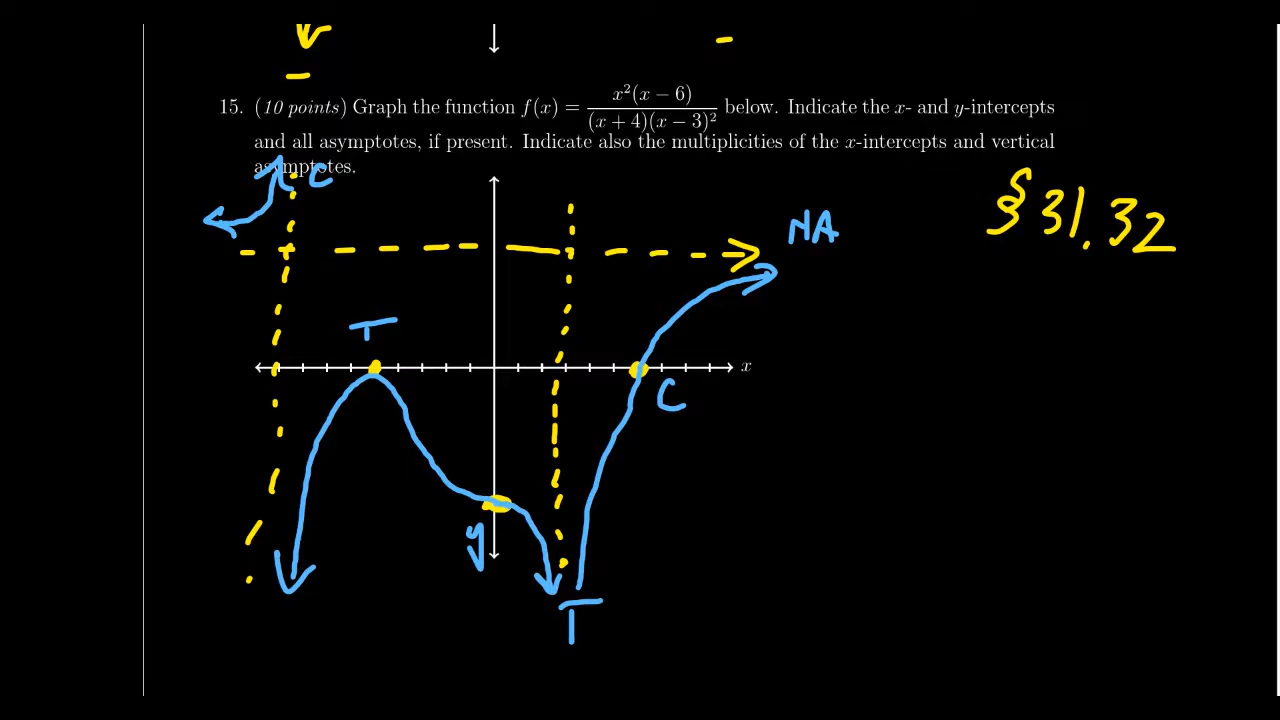 15. (10 points) Graph the function f(x) = x²(x − 6) / (x + 4)(x − 3)² below. Indicate the x- and y-intercepts
and all asymptotes, if present. Indicate also the multiplicities of the x-intercepts and vertical
asymptotes.
C
§ 31.32
HA
T
x
C
y
T